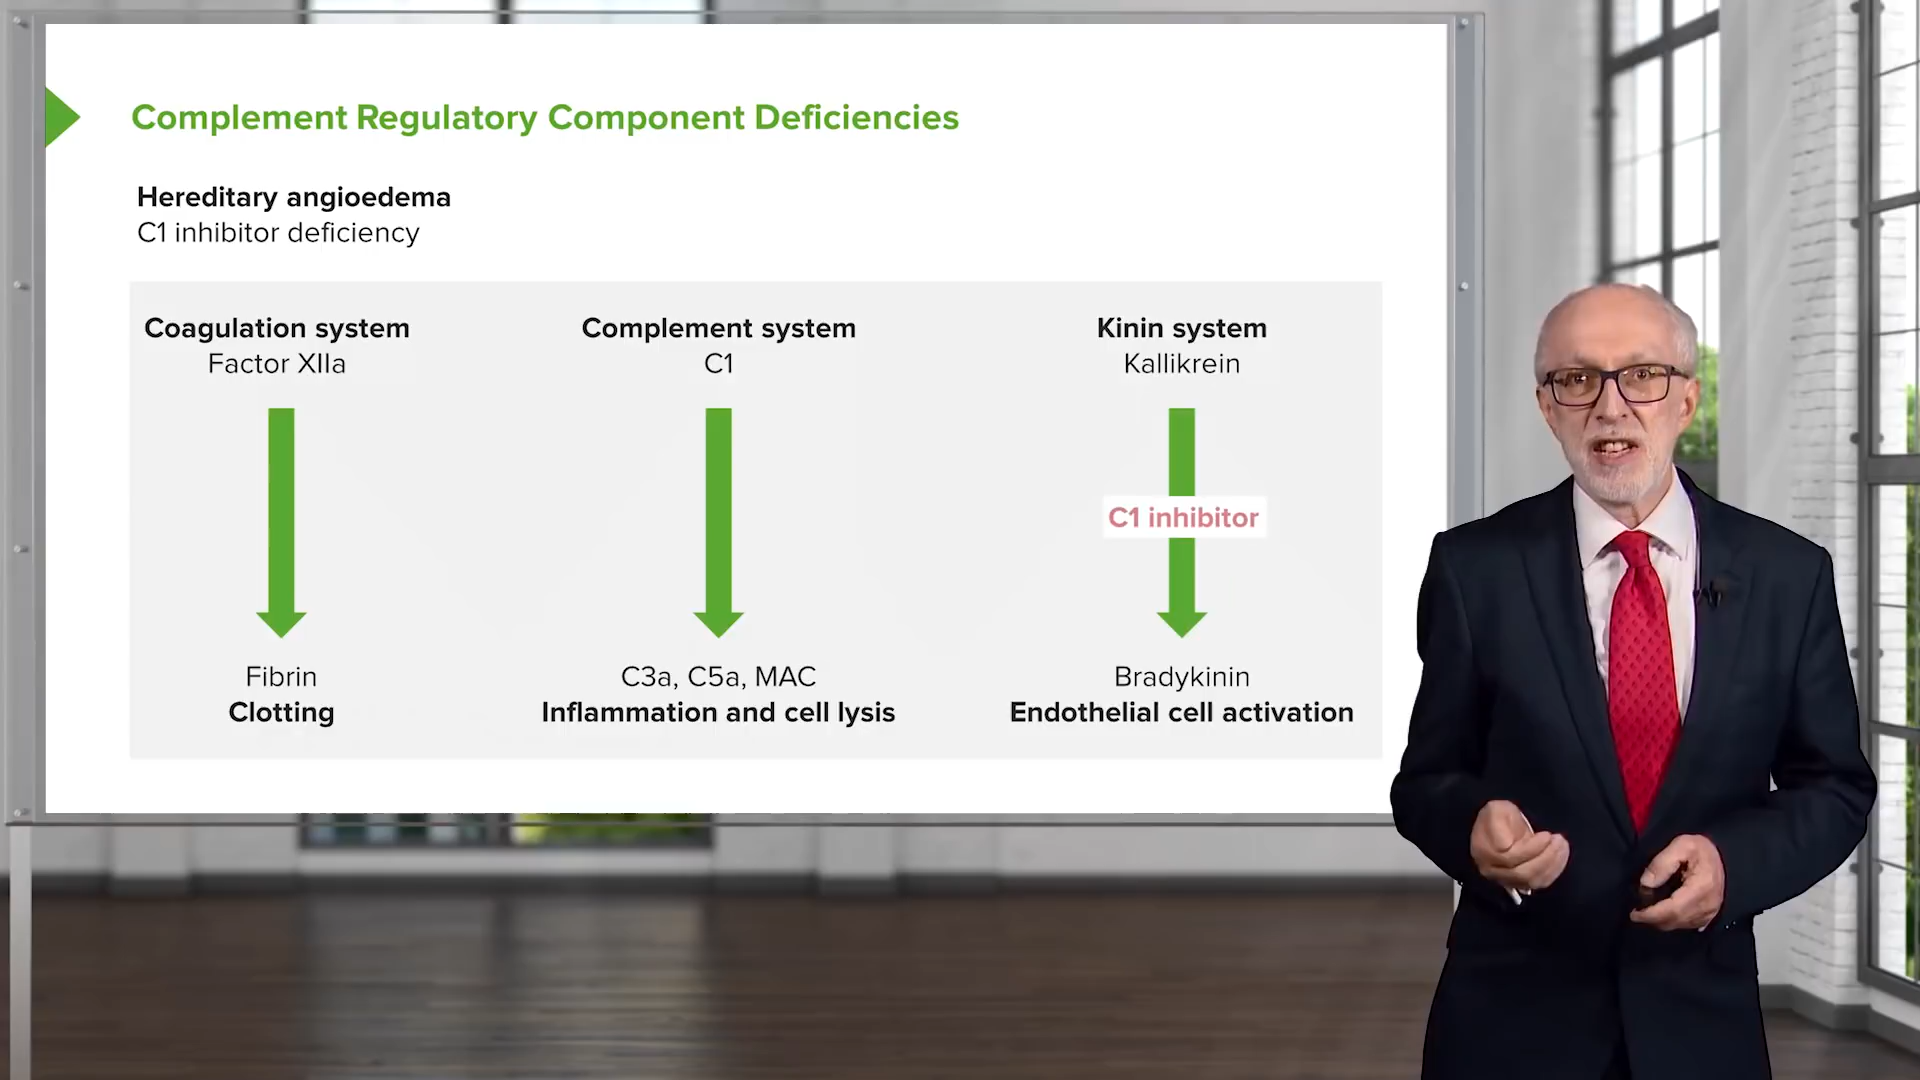 Complement Regulatory Component Deficiencies
Hereditary angioedema
C1 inhibitor deficiency
Coagulation system
Factor XIIa
Complement system
C1
Kinin system
Kallikrein
C1 inhibitor
Fibrin
Clotting
C3a, C5a, MAC
Inflammation and cell lysis
Bradykinin
Endothelial cell activation